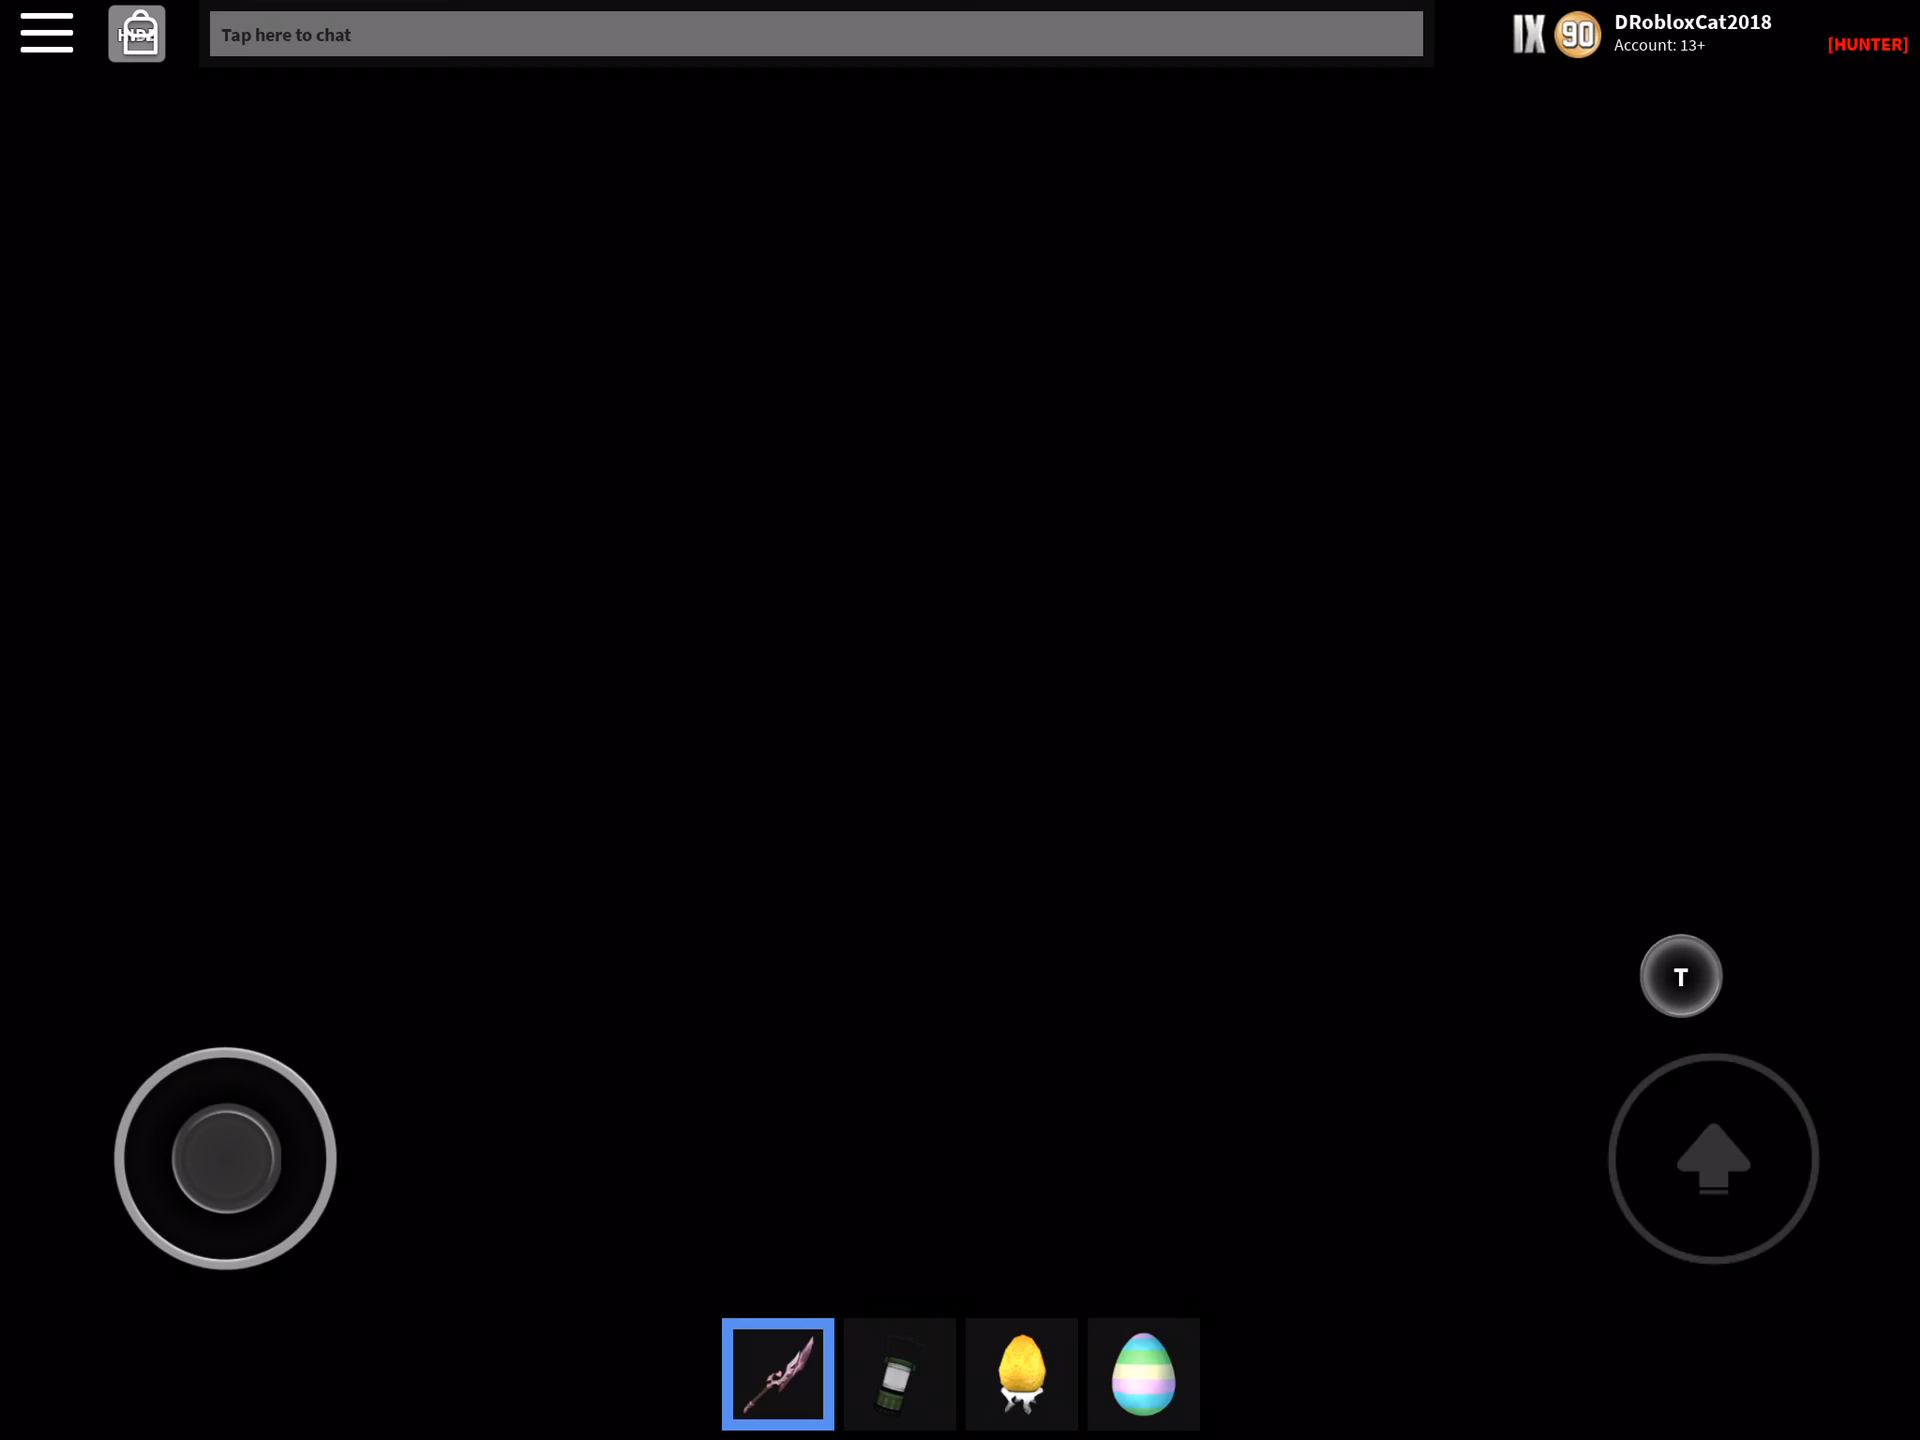 Tap here to chat
IX 90 DRobloxCat2018
Account: 13+
[HUNTER]
T